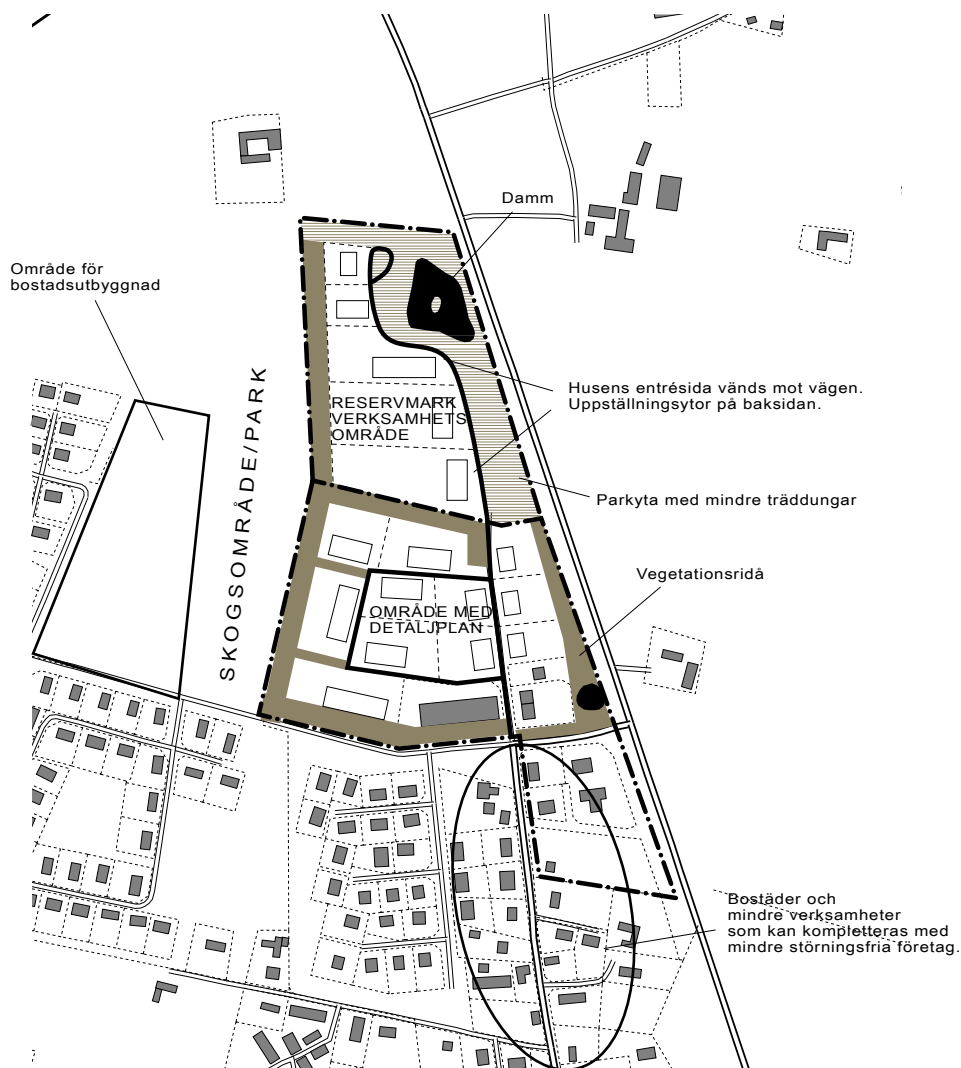 Damm
Område för
bostadsutbyggnad
SKOGSOMRÅDE/PARK
Husens entrésida vänds mot vägen.
Uppställningsytor på baksidan.
RESERVMARK
VERKSAMHETS
OMRÅDE
Parkyta med mindre träddungar
Vegetationsridå
OMRÅDE MED
DETALJPLAN
Bostäder och
mindre verksamheter
som kan kompletteras med
mindre störningsfria företag.